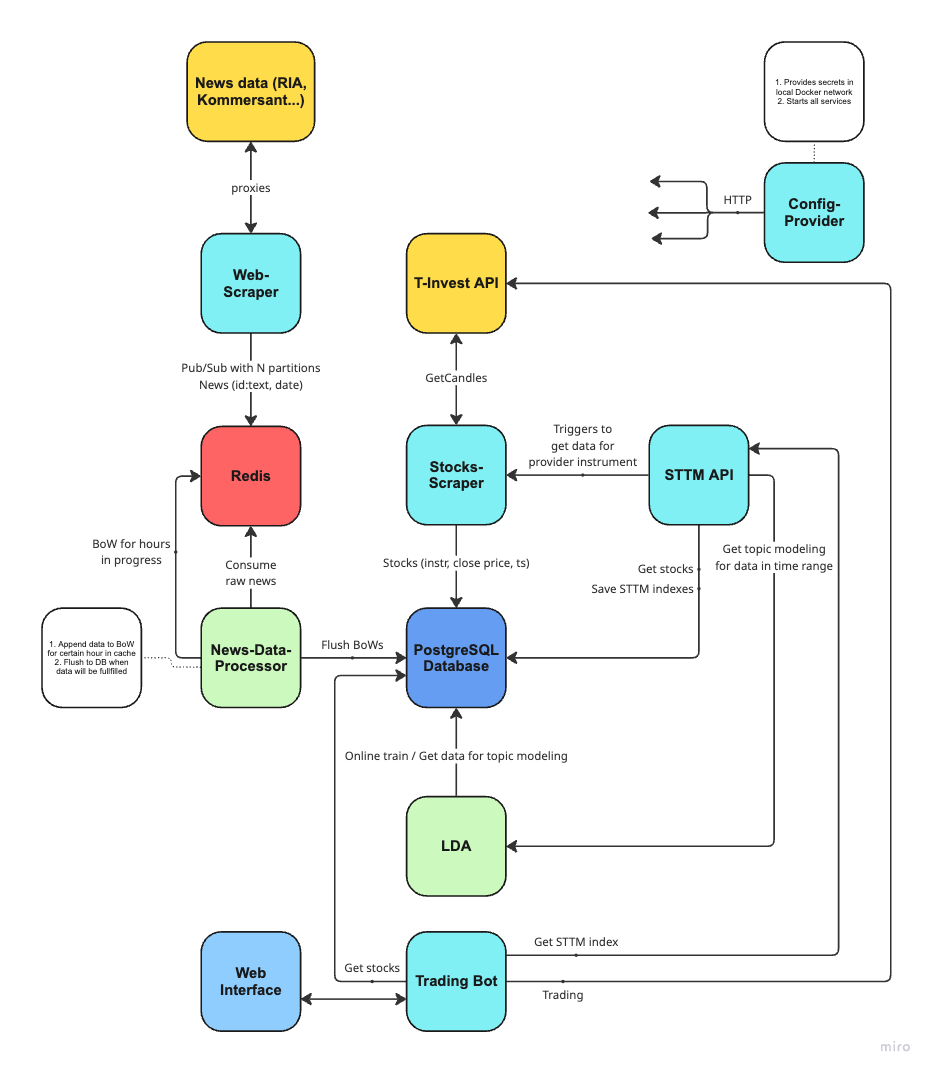 News data (RIA,
Kommersant...)
1. Provides secrets in
local Docker network
2. Starts all services
proxies
HTTP
Config-
Provider
Web-
Scraper
T-Invest API
Pub/Sub with N partitions
News (id:text, date)
GetCandles
Redis
Stocks-
Scraper
Triggers to
get data for
provider instrument
STTM API
BoW for hours
in progress
Consume
raw news
Stocks (instr, close price, ts)
Get stocks
Save STTM indexes
Get topic modeling
for data in time range
1. Append data to BoW
for certain hour in cache
2. Flush to DB when
data will be fullfilled
News-Data-
Processor
Flush BoWs
PostgreSQL
Database
Online train / Get data for topic modeling
LDA
Web
Interface
Get stocks
Trading Bot
Get STTM index
Trading
miro